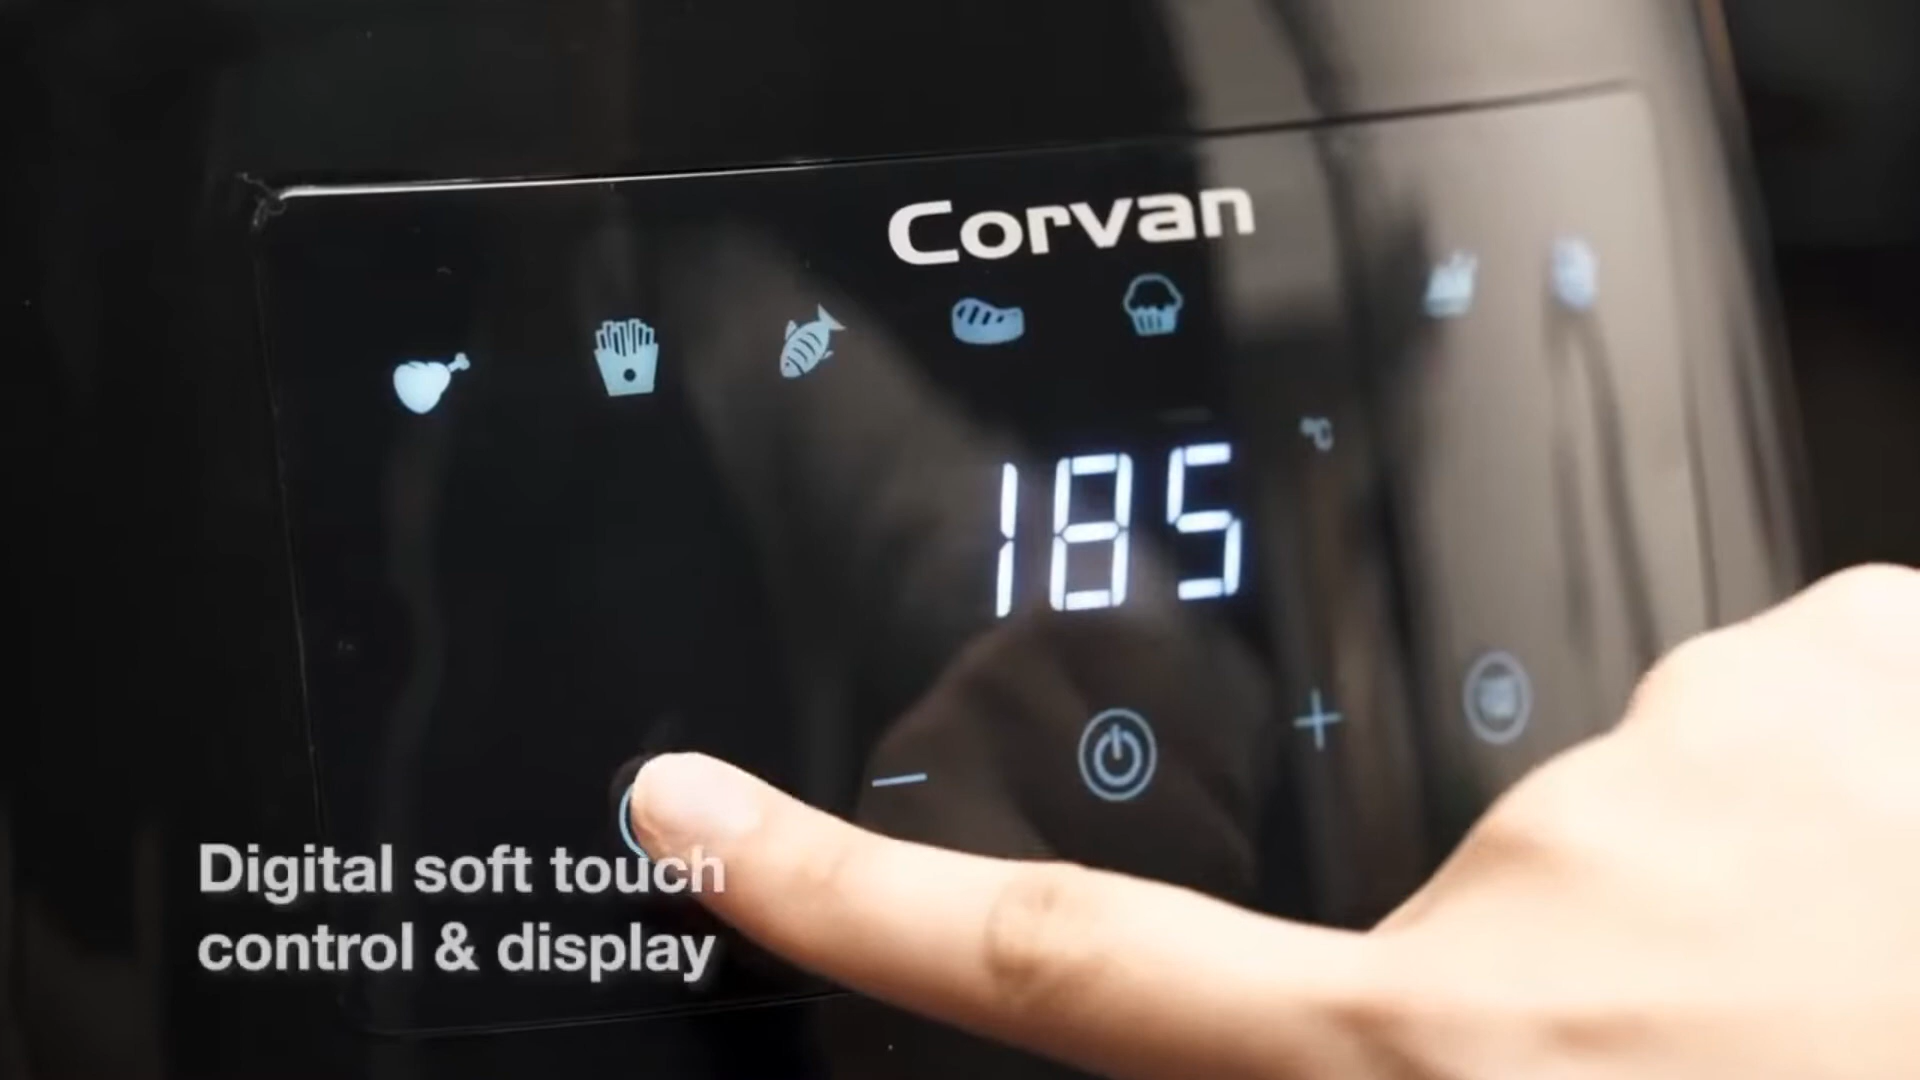 Corvan
185
°C
Digital soft touch
control & display